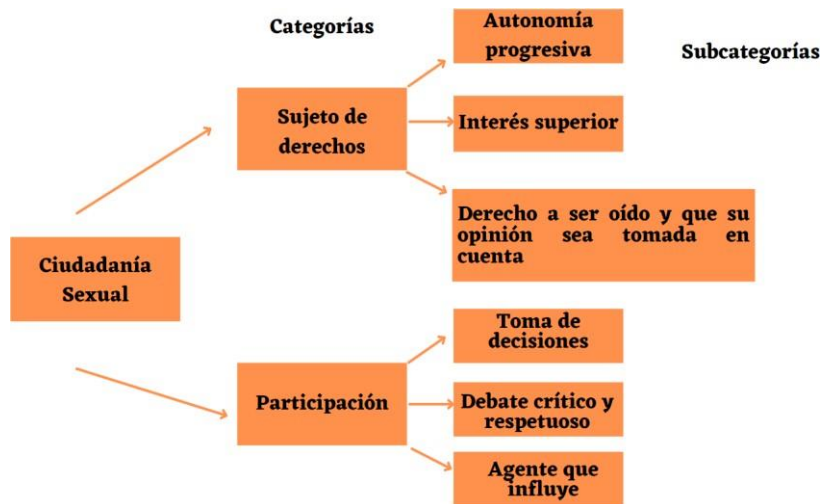 Categorías
Subcategorías
Ciudadanía
Sexual
Sujeto de
derechos
Autonomía
progresiva
Interés superior
Derecho a ser oído y que su
opinión sea tomada en
cuenta
Participación
Toma de
decisiones
Debate crítico y
respetuoso
Agente que
influye